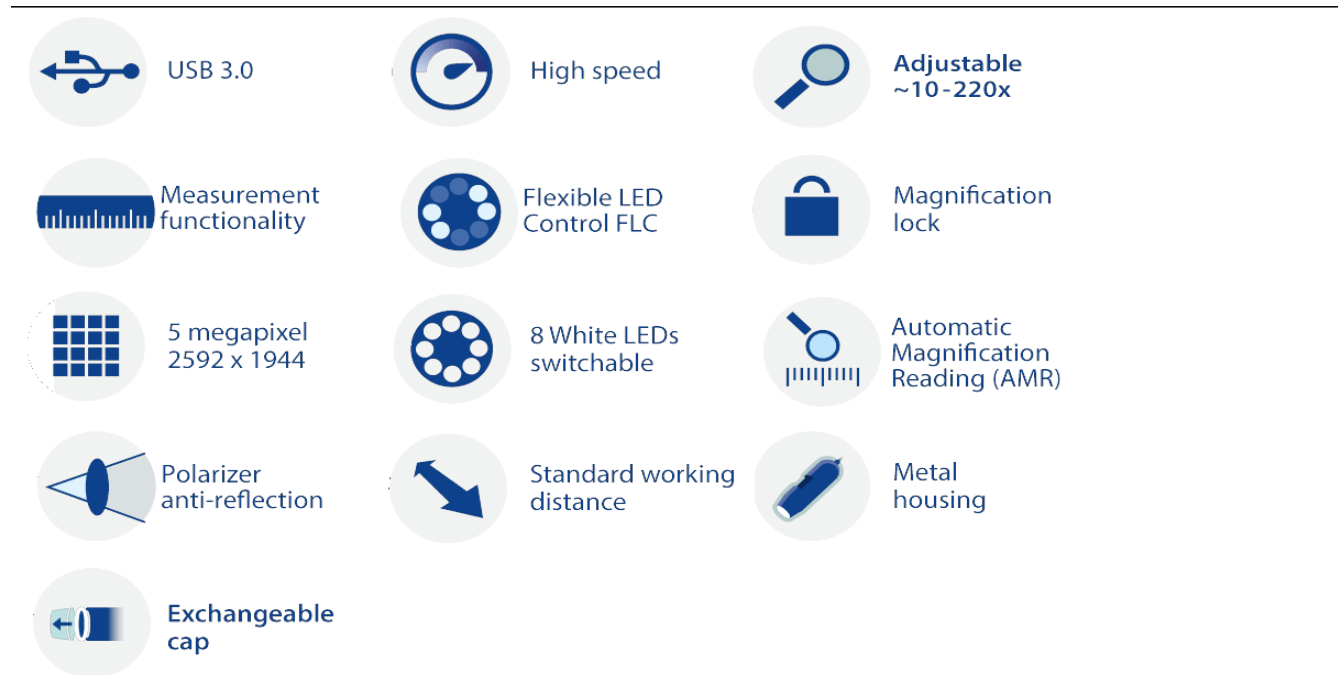 USB 3.0
High speed
Adjustable
~10-220x
Measurement
functionality
Flexible LED
Control FLC
Magnification
lock
5 megapixel
2592 x 1944
8 White LEDs
switchable
Automatic
Magnification
Reading (AMR)
Polarizer
anti-reflection
Standard working
distance
Metal
housing
Exchangeable
cap